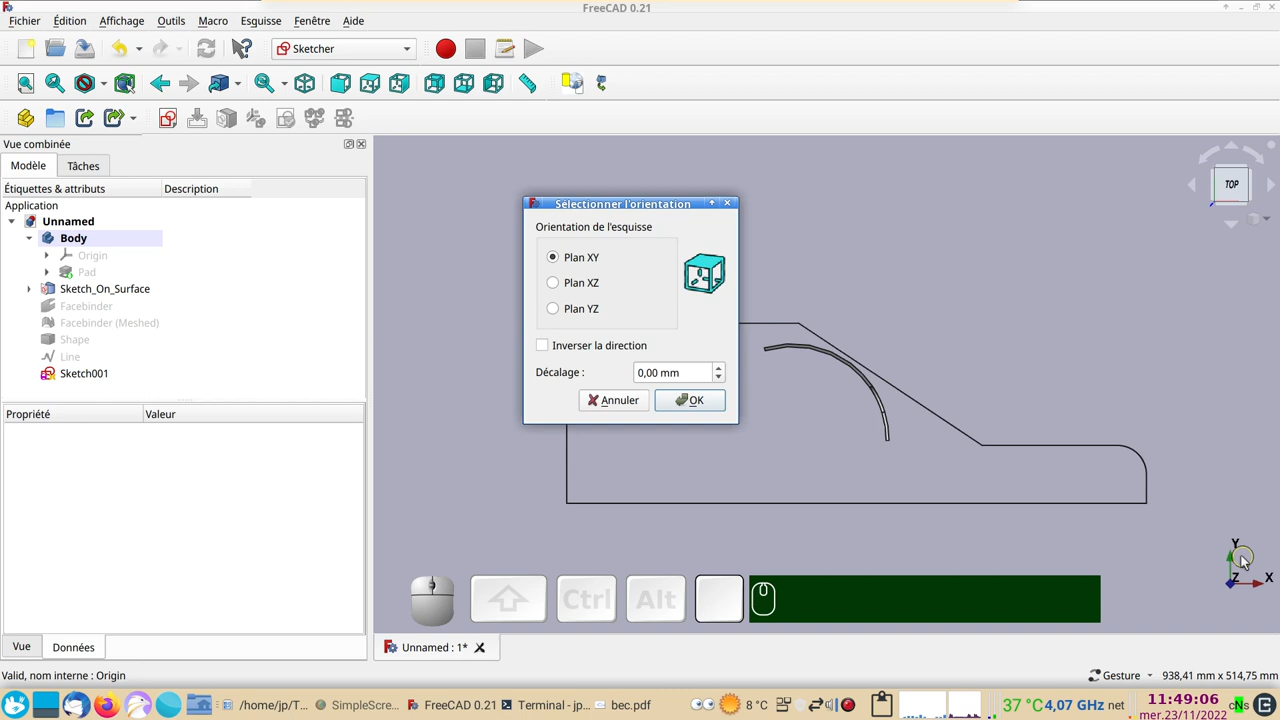 FreeCAD 0.21
Fichier Édition Affichage Outils Macro Esquisse Fenêtre Aide
Sketcher
Vue combinée
Modèle Tâches
Étiquettes & attributs Description
Application
Unnamed
Body
Origin
Pad
Sketch_On_Surface
Facebinder
Facebinder (Meshed)
Shape
Line
Sketch001
Propriété Valeur
Vue Données
Sélectionner l'orientation
Orientation de l'esquisse
Plan XY
Plan XZ
Plan YZ
Inverser la direction
Décalage : 0,00 mm
Annuler OK
TOP
Y
Z X
Ctrl Alt
Unnamed : 1*
Valid, nom interne : Origin
Gesture 938,41 mm x 514,75 mm
/home/jp/T... SimpleScre... FreeCAD 0.21 Terminal - jp... bec.pdf 8 °C 37 °C 4,07 GHz net 11:49:06 cNs
mer.23/11/2022